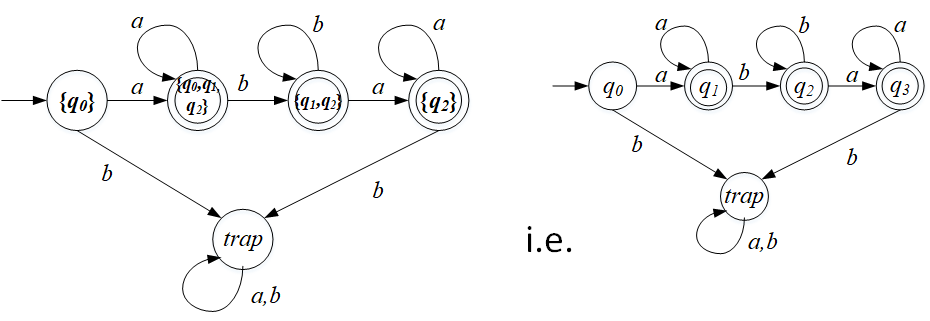 a b a
{q0} a {q0,q1, q2} b {q1,q2} a {q2}
b b
trap
a,b
i.e.
a b a
q0 a q1 b q2 a q3
b b
trap
a,b